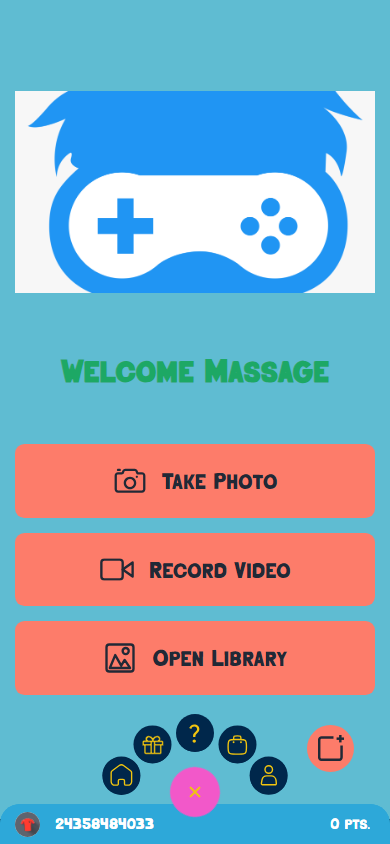 Welcome Massage
Take Photo
Record Video
Open Library
?
24358484033
0 PTS.